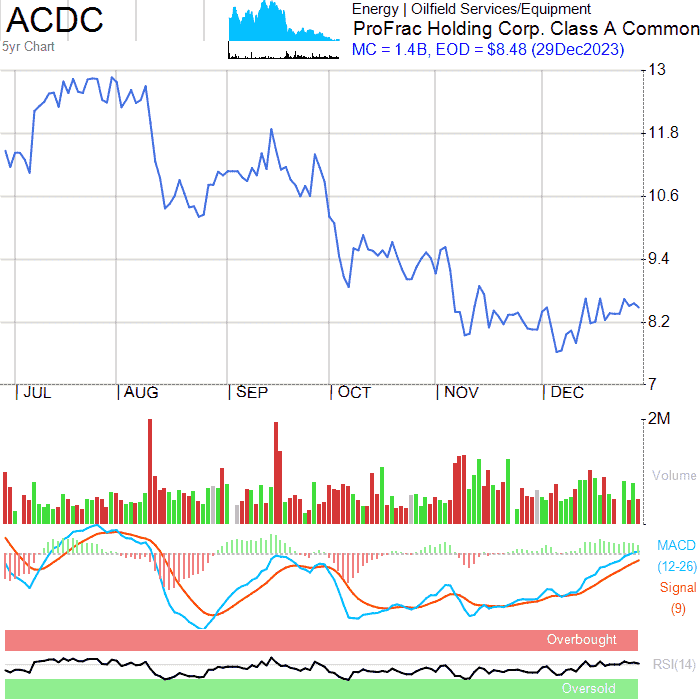 ACDC
5yr Chart
Energy | Oilfield Services/Equipment
ProFrac Holding Corp. Class A Common
MC = 1.4B, EOD = $8.48 (29Dec2023)
13
11.8
10.6
9.4
8.2
7
JUL AUG SEP OCT NOV DEC
2M
Volume
MACD
(12-26)
Signal
(9)
Overbought
RSI(14)
Oversold